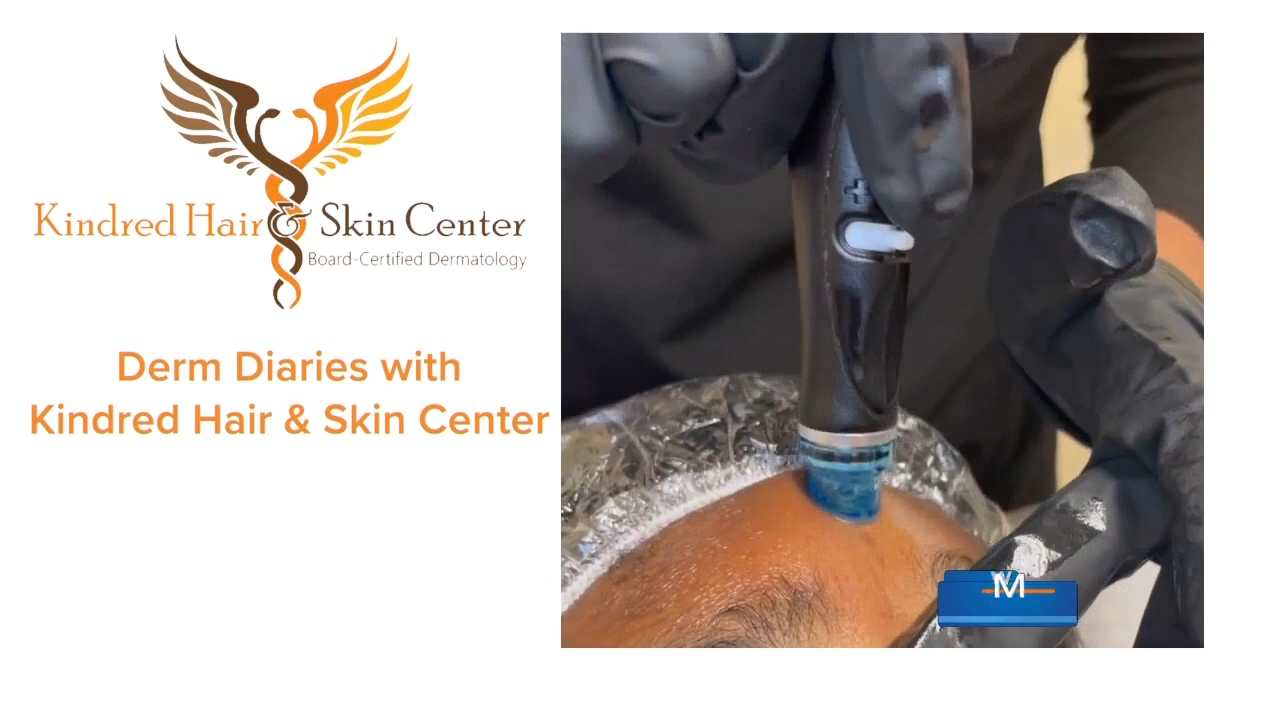 Kindred Hair & Skin Center
Board-Certified Dermatology
Derm Diaries with
Kindred Hair & Skin Center
+
M